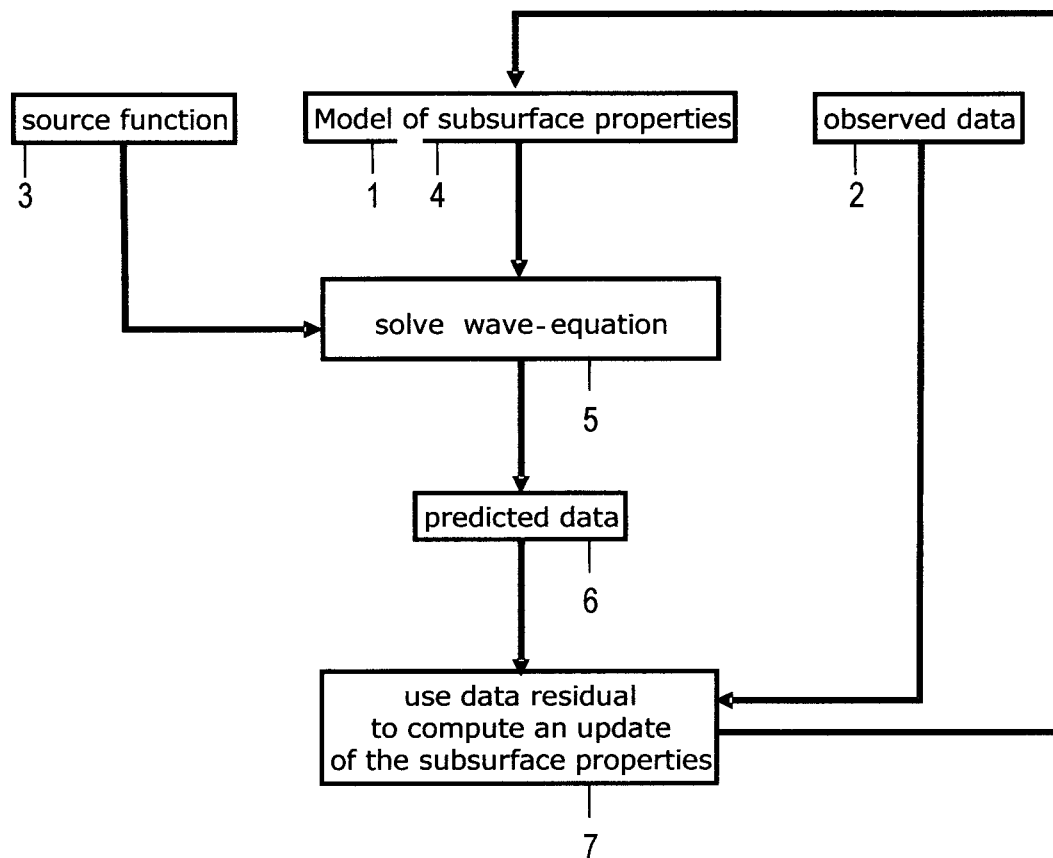 source function
Model of subsurface properties
observed data
3
1
4
2
solve wave-equation
5
predicted data
6
use data residual
to compute an update
of the subsurface properties
7